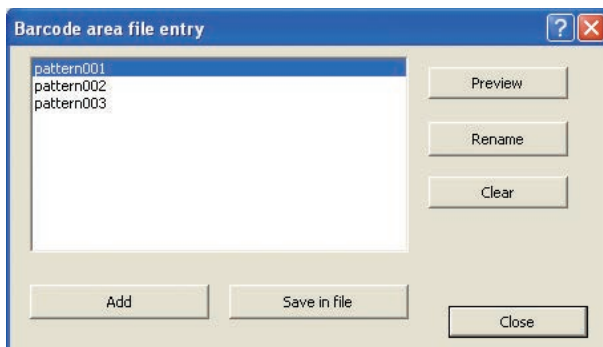 Barcode area file entry
pattern001
pattern002
pattern003
Preview
Rename
Clear
Add
Save in file
Close